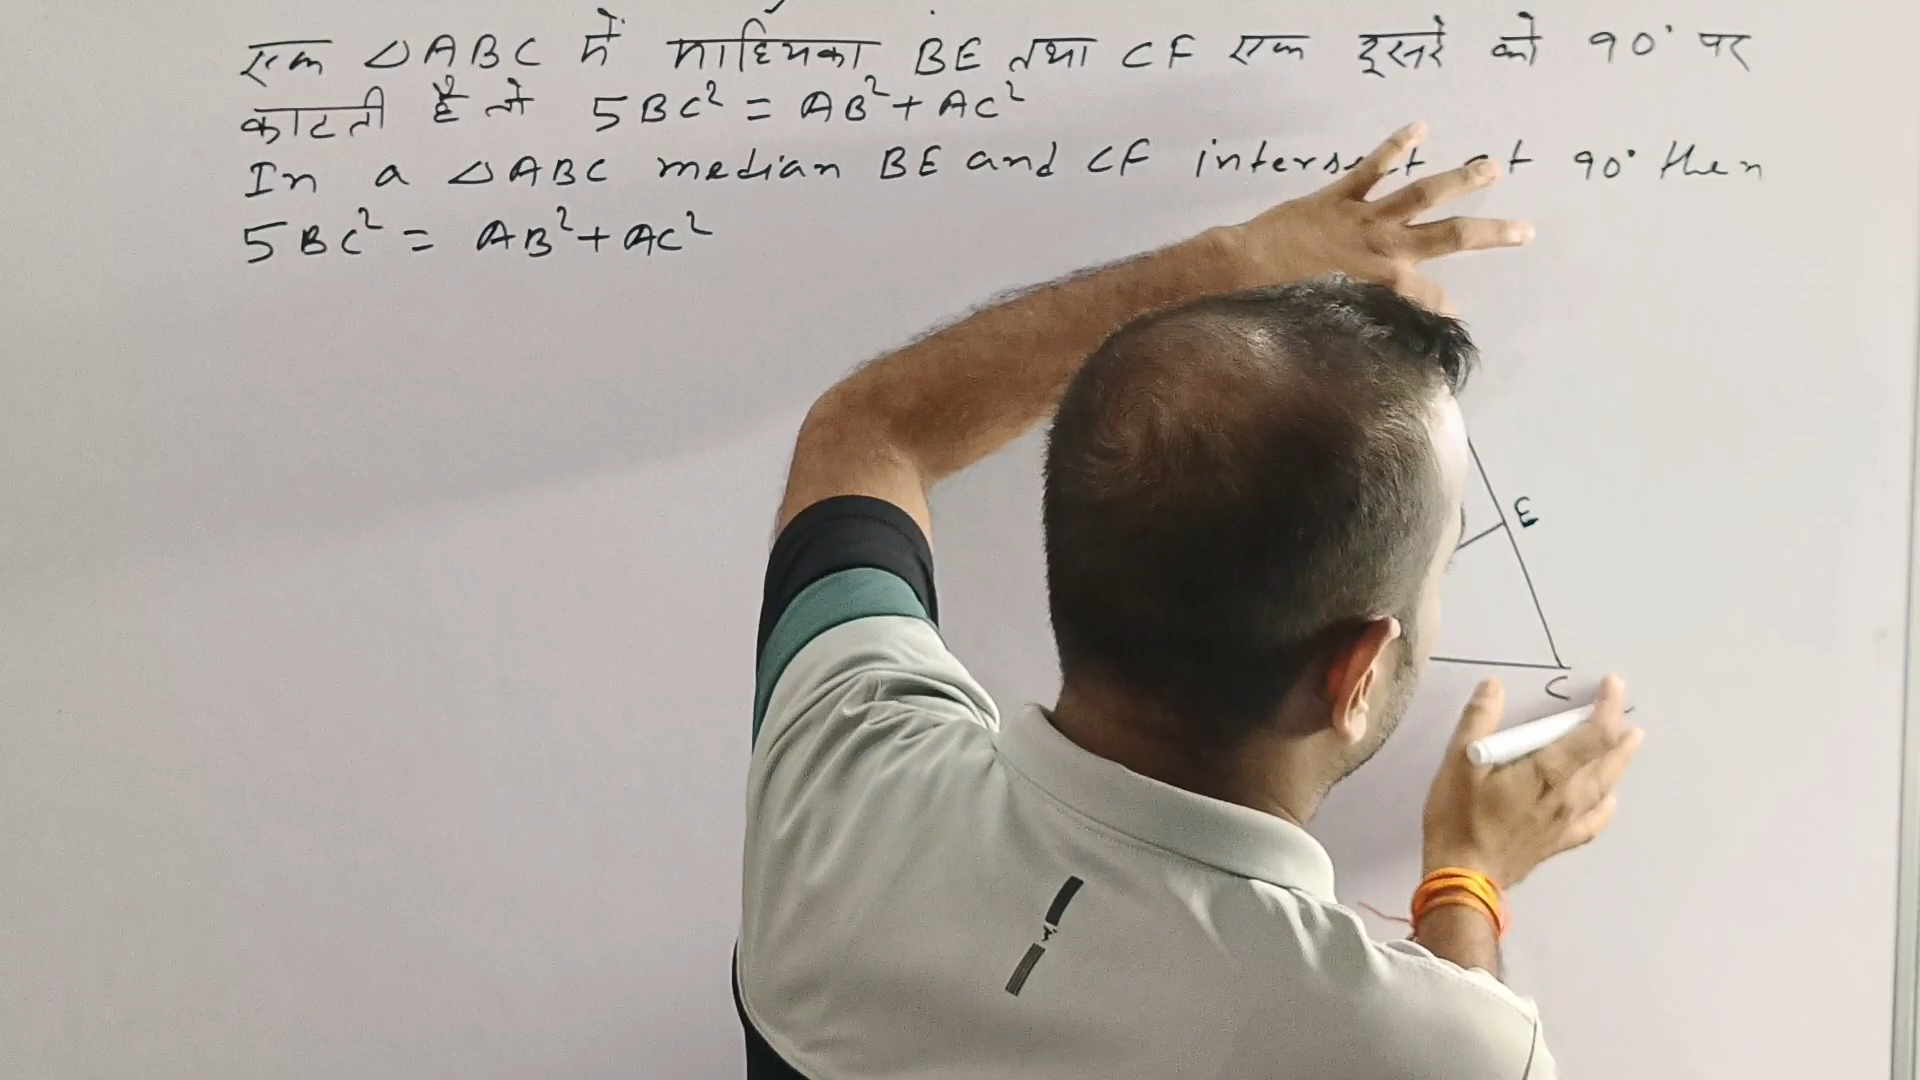 एक △ABC में माध्यिका BE तथा CF एक दूसरे को 90° पर
काटती है तो 5BC² = AB² + AC²
In a △ABC median BE and CF intersect at 90° then
5BC² = AB² + AC²
E
C